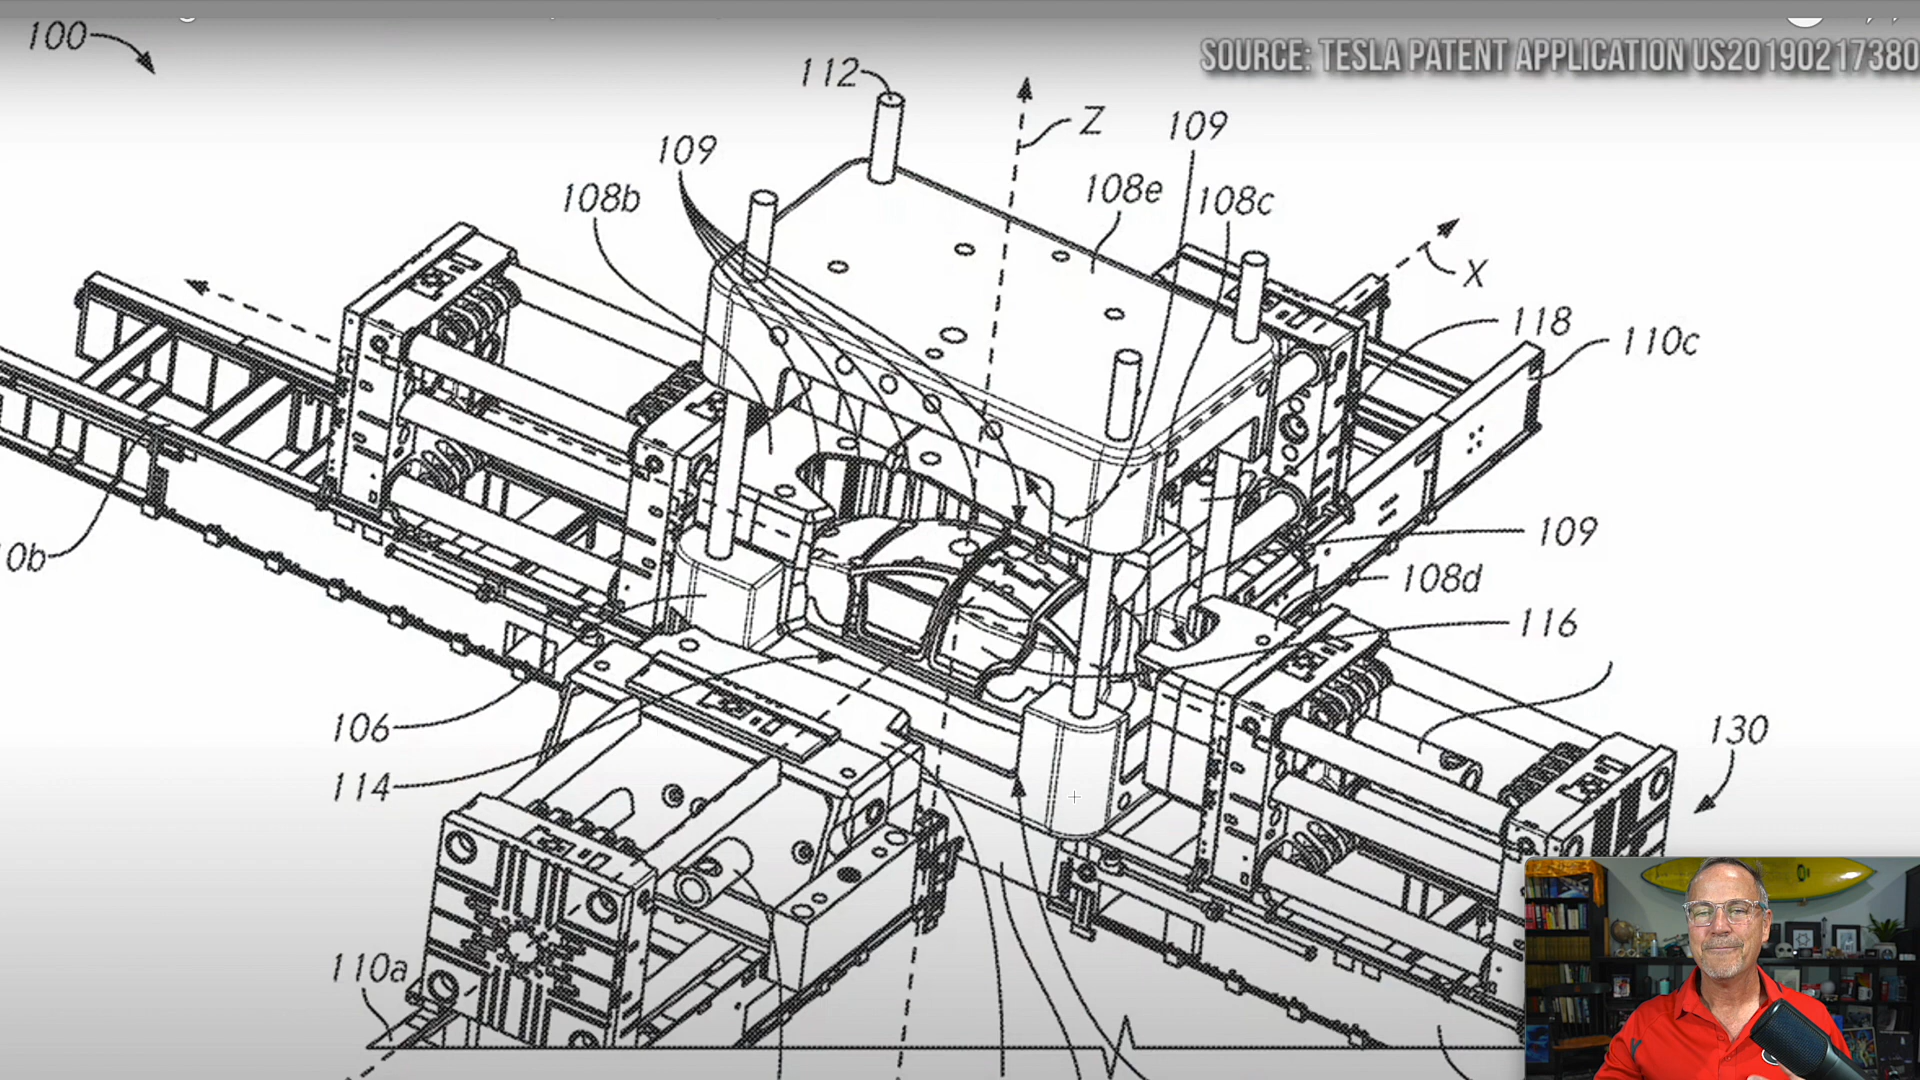 SOURCE: TESLA PATENT APPLICATION US20190217380
100
112
Z
109
109
108b
108e
108c
X
118
110c
109
108d
116
106
114
130
110a